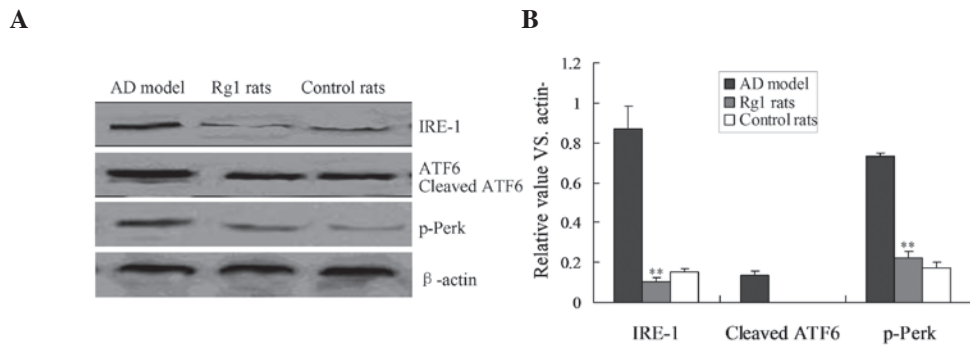 A
B
AD model Rg1 rats Control rats
IRE-1
ATF6
Cleaved ATF6
p-Perk
β-actin
Relative value VS. actin-
1.2
1
0.8
0.6
0.4
0.2
0
AD model
Rg1 rats
Control rats
**
**
IRE-1 Cleaved ATF6 p-Perk